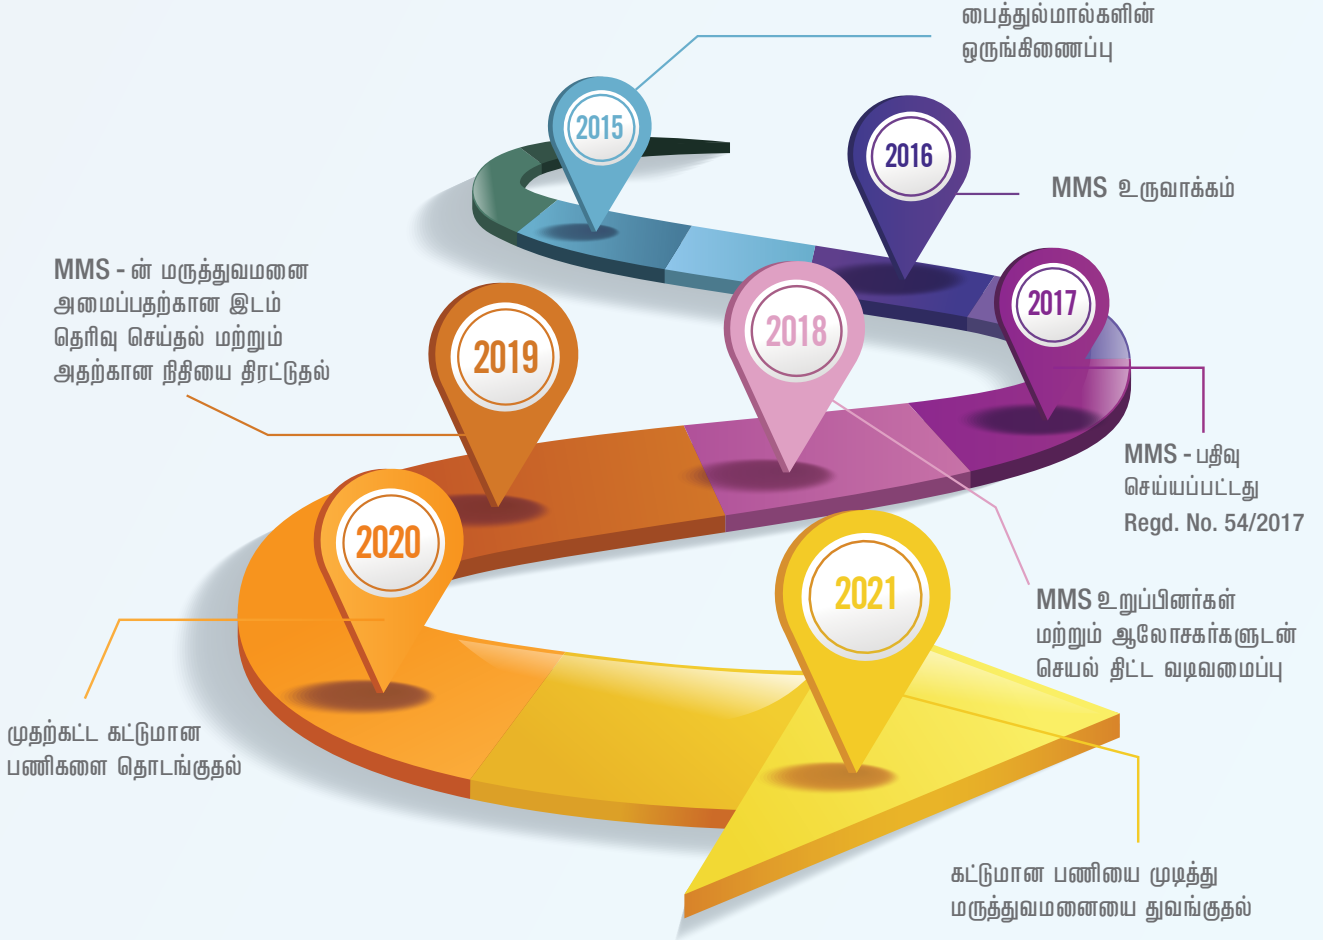 பைத்துல்மால்களின்
ஒருங்கிணைப்பு
2015
2016
MMS உருவாக்கம்
2017
MMS - பதிவு
செய்யப்பட்டது
Regd. No. 54/2017
2018
MMS உறுப்பினர்கள்
மற்றும் ஆலோசகர்களுடன்
செயல் திட்ட வடிவமைப்பு
MMS - ன் மருத்துவமனை
அமைப்பதற்கான இடம்
தெரிவு செய்தல் மற்றும்
அதற்கான நிதியை திரட்டுதல்
2019
2020
முதற்கட்ட கட்டுமான
பணிகளை தொடங்குதல்
2021
கட்டுமான பணியை முடித்து
மருத்துவமனையை துவங்குதல்